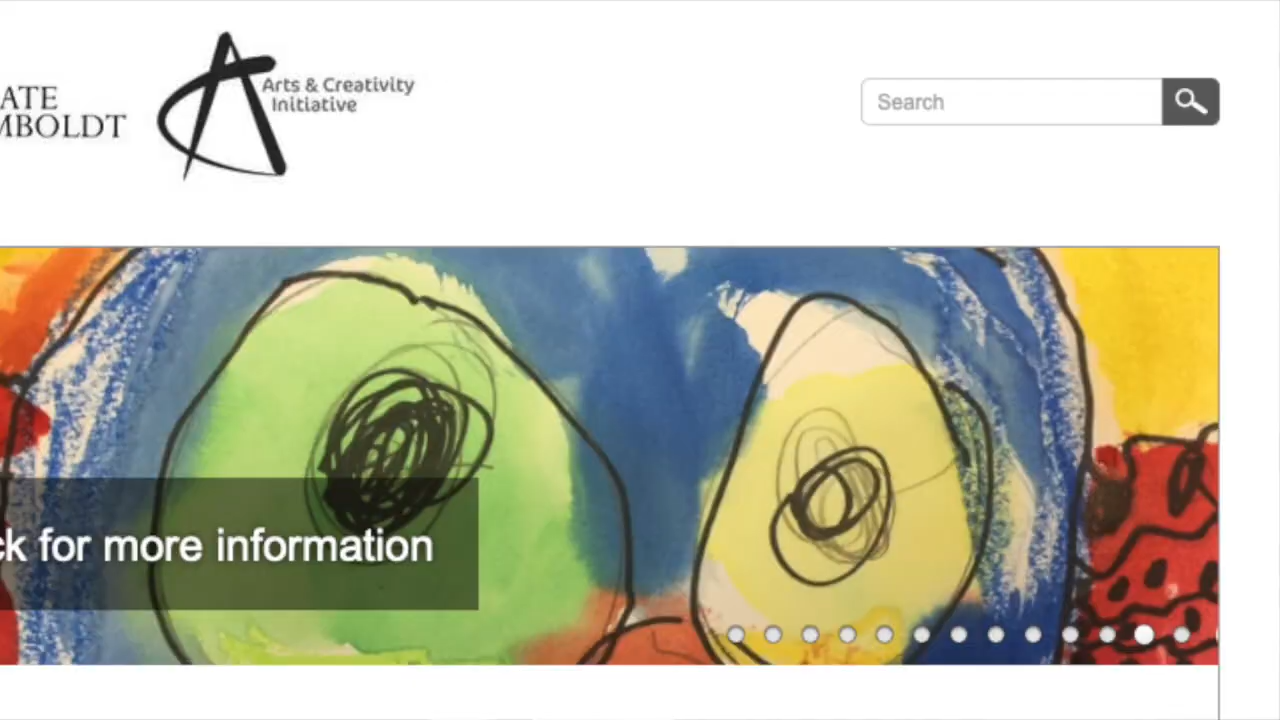 ATE
MBOLDT
Arts & Creativity
Initiative
Search
ck for more information